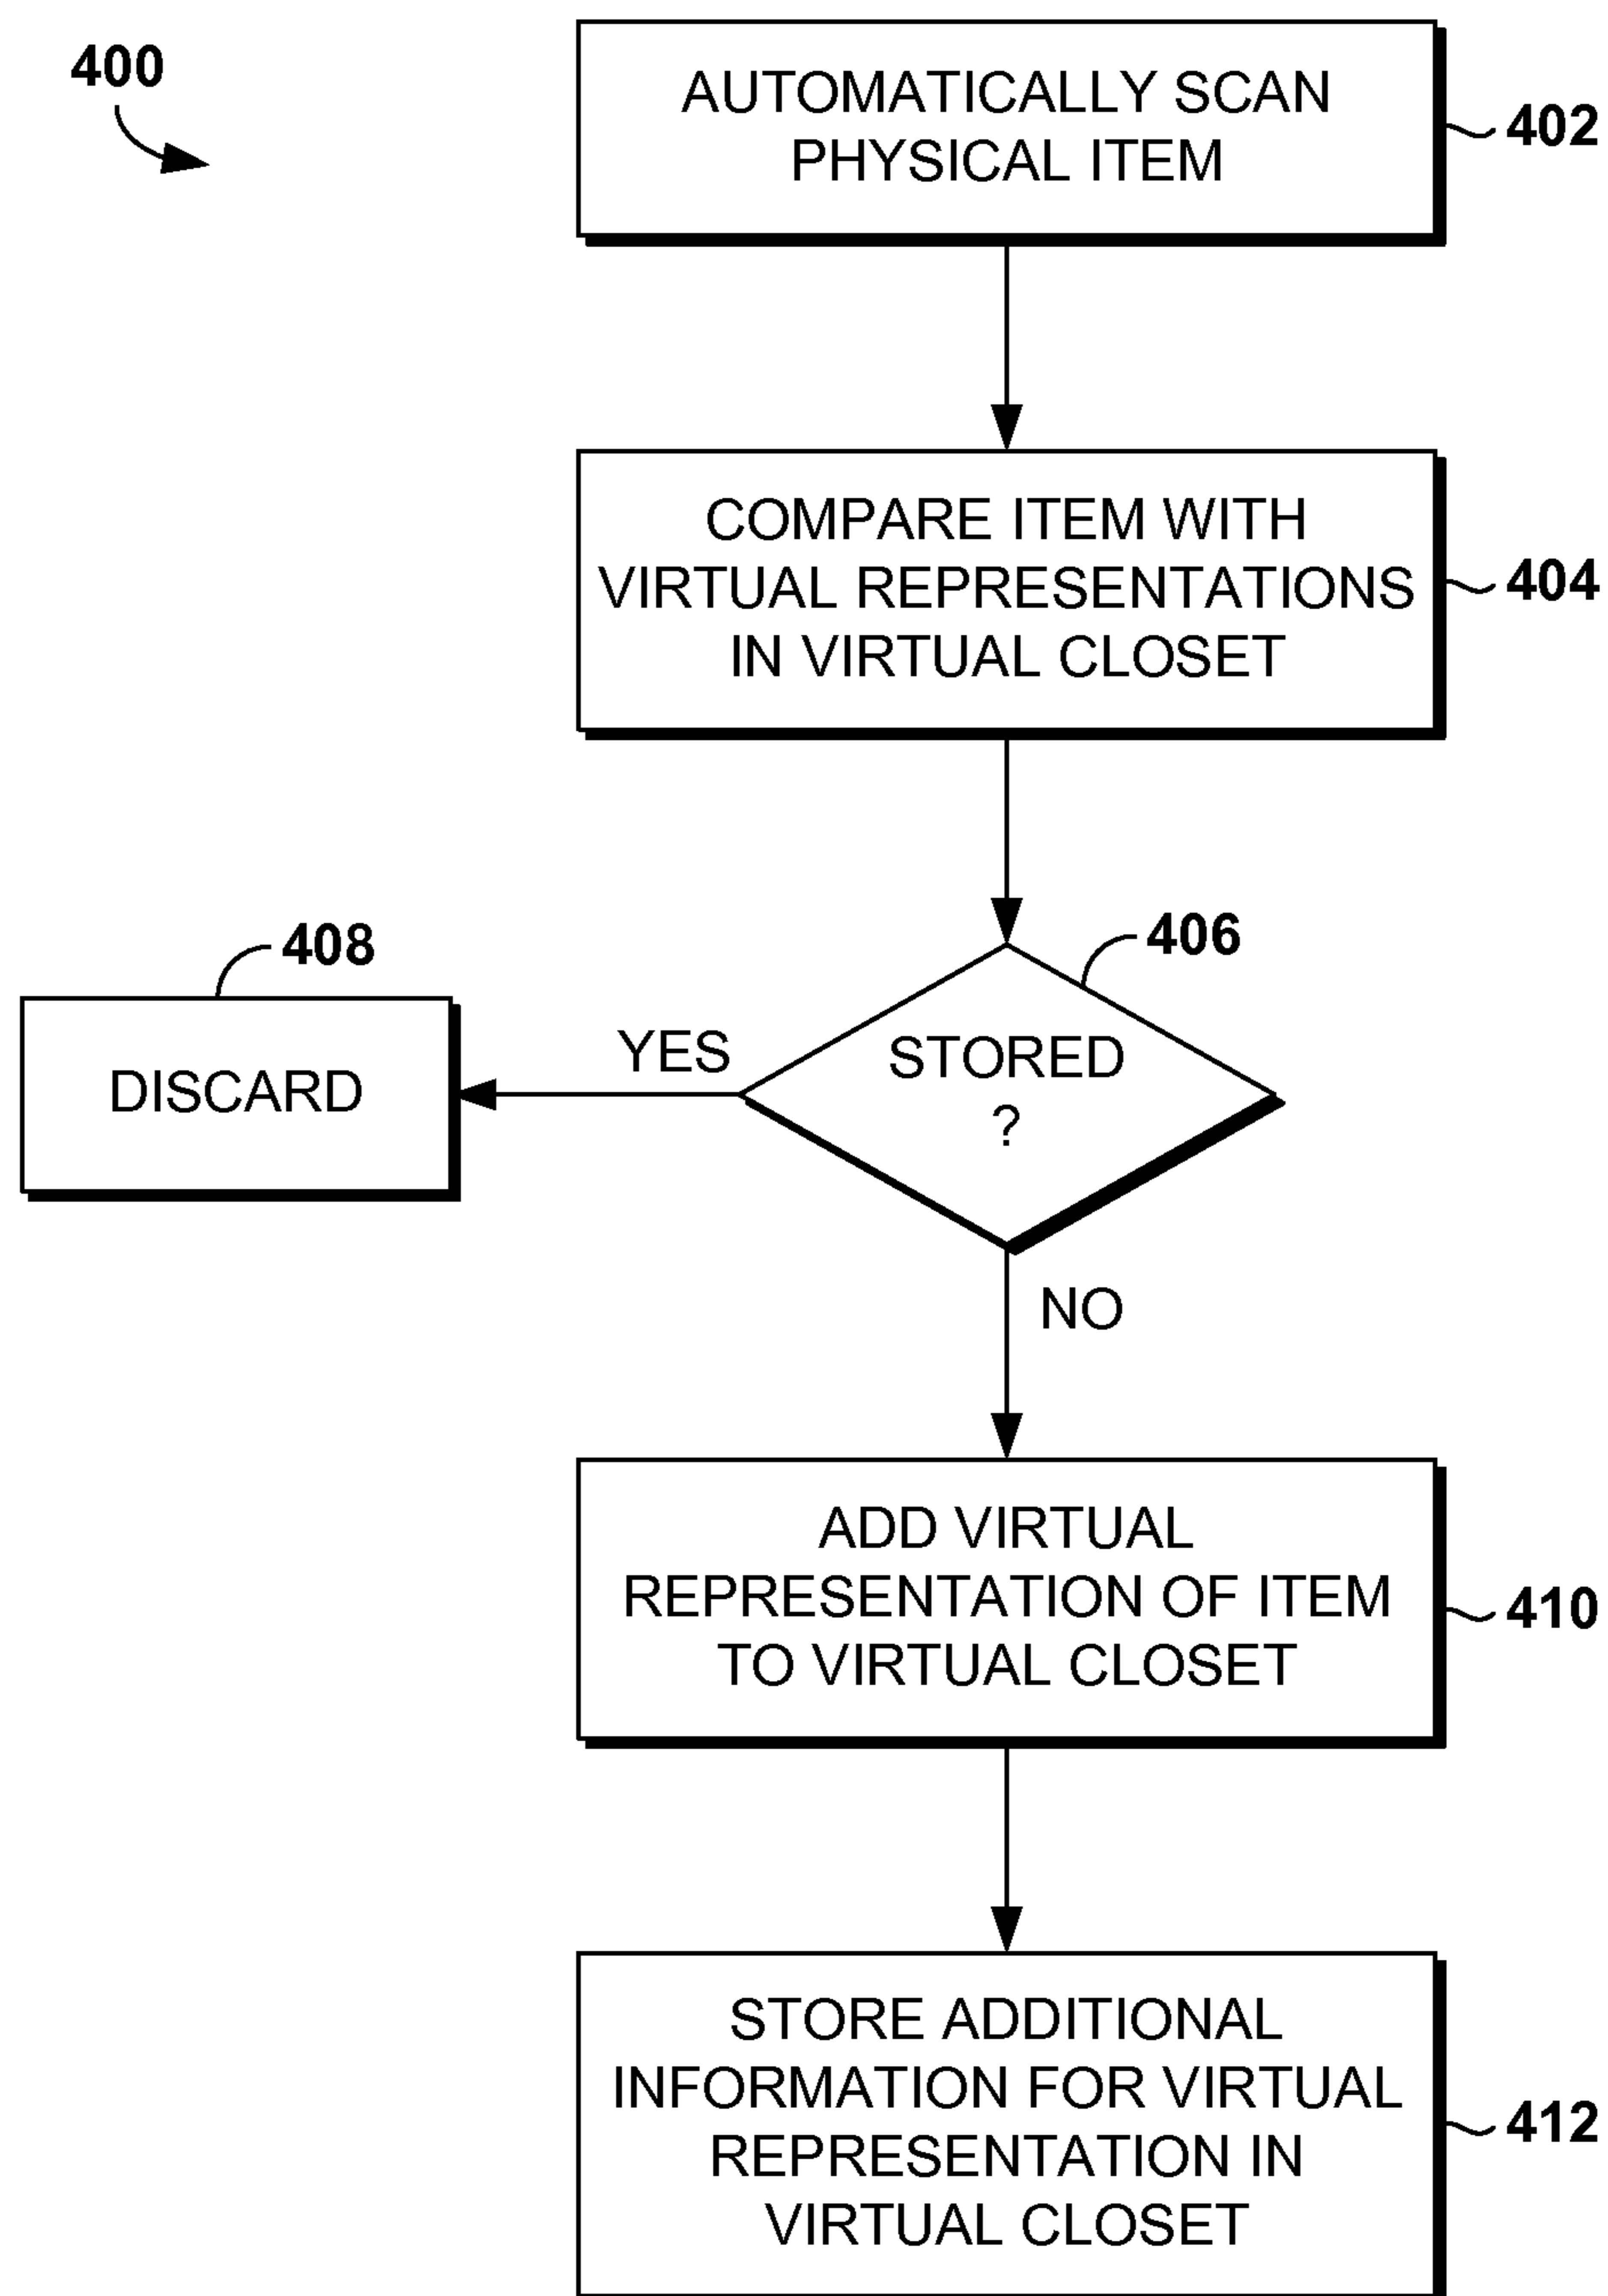 400
AUTOMATICALLY SCAN
PHYSICAL ITEM
402
COMPARE ITEM WITH
VIRTUAL REPRESENTATIONS
IN VIRTUAL CLOSET
404
406
STORED
?
YES
408
DISCARD
NO
ADD VIRTUAL
REPRESENTATION OF ITEM
TO VIRTUAL CLOSET
410
STORE ADDITIONAL
INFORMATION FOR VIRTUAL
REPRESENTATION IN
VIRTUAL CLOSET
412